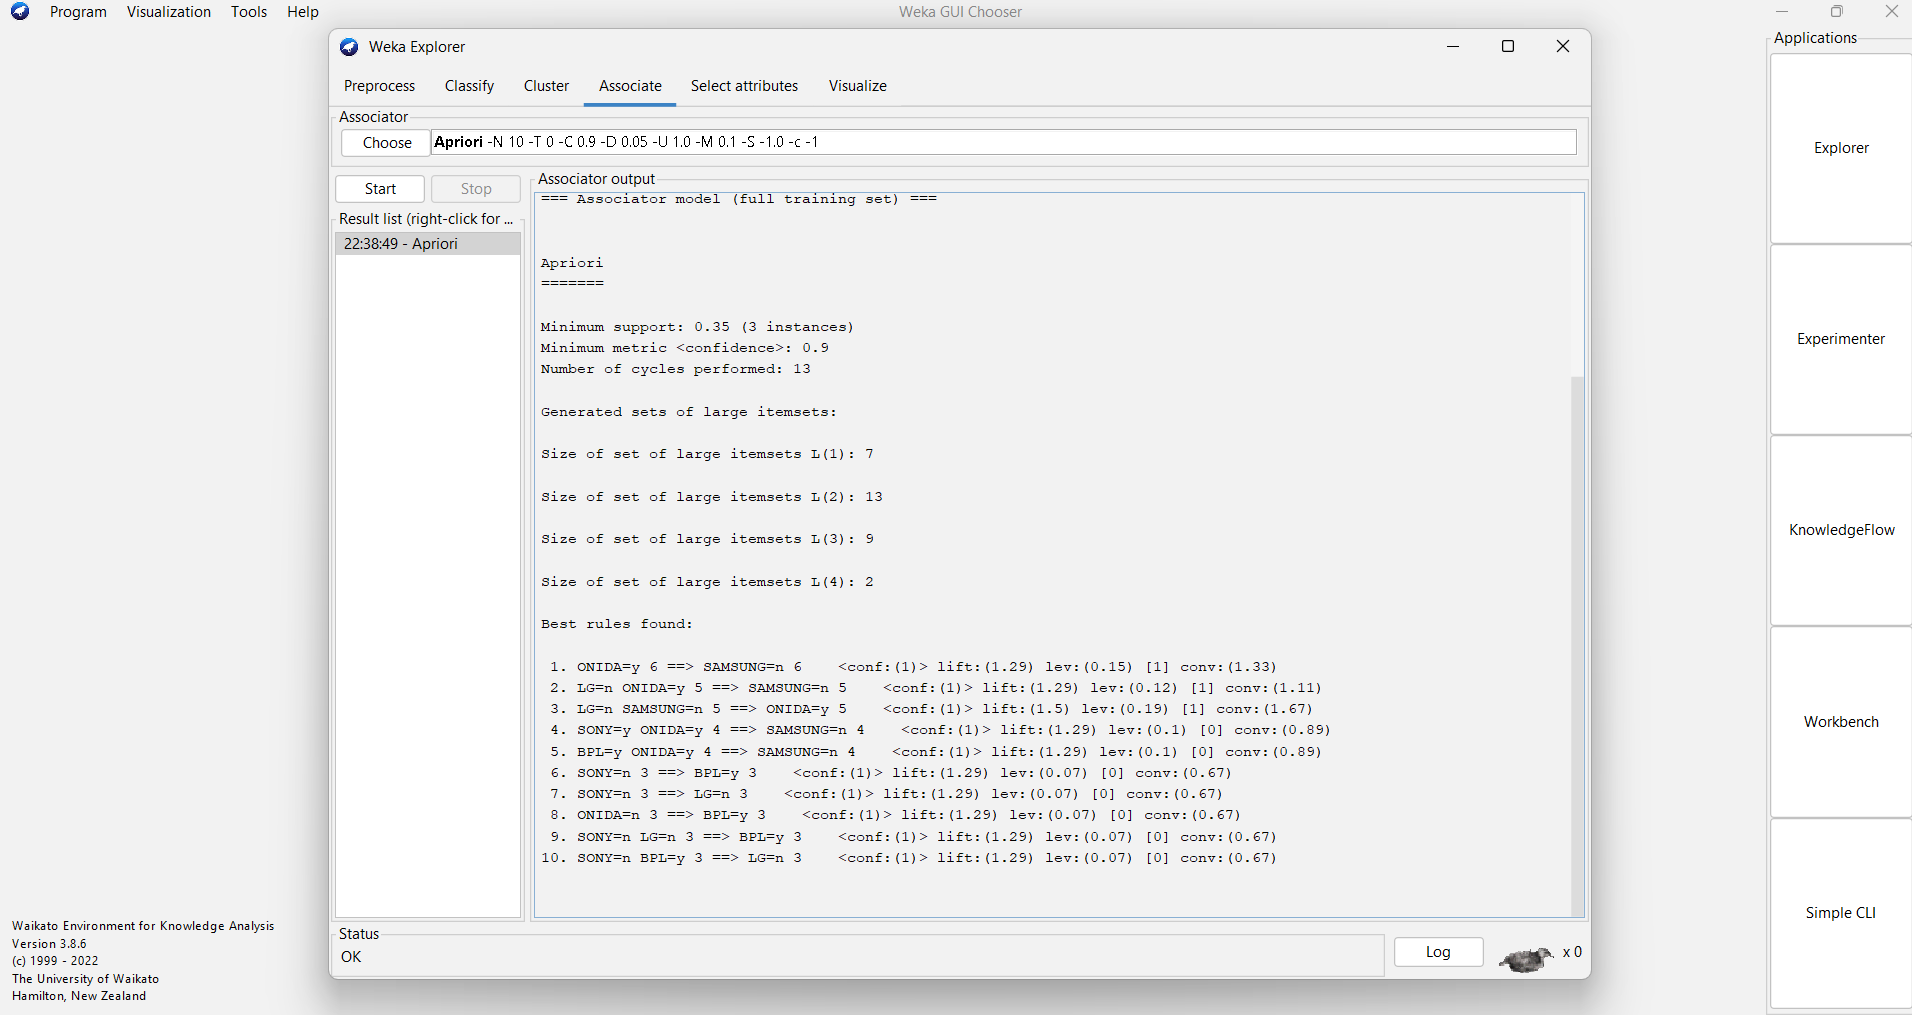 Program Visualization Tools Help
Weka GUI Chooser
Applications
Explorer
Experimenter
KnowledgeFlow
Workbench
Simple CLI
Weka Explorer
Preprocess Classify Cluster Associate Select attributes Visualize
Associator
Choose Apriori -N 10 -T 0 -C 0.9 -D 0.05 -U 1.0 -M 0.1 -S -1.0 -c -1
Start Stop
Result list (right-click for ...
22:38:49 - Apriori
Associator output
=== Associator model (full training set) ===
Apriori
=======
Minimum support: 0.35 (3 instances)
Minimum metric <confidence>: 0.9
Number of cycles performed: 13
Generated sets of large itemsets:
Size of set of large itemsets L(1): 7
Size of set of large itemsets L(2): 13
Size of set of large itemsets L(3): 9
Size of set of large itemsets L(4): 2
Best rules found:
1. ONIDA=y 6 ==> SAMSUNG=n 6 <conf:(1)> lift:(1.29) lev:(0.15) [1] conv:(1.33)
2. LG=n ONIDA=y 5 ==> SAMSUNG=n 5 <conf:(1)> lift:(1.29) lev:(0.12) [1] conv:(1.11)
3. LG=n SAMSUNG=n 5 ==> ONIDA=y 5 <conf:(1)> lift:(1.5) lev:(0.19) [1] conv:(1.67)
4. SONY=y ONIDA=y 4 ==> SAMSUNG=n 4 <conf:(1)> lift:(1.29) lev:(0.1) [0] conv:(0.89)
5. BPL=y ONIDA=y 4 ==> SAMSUNG=n 4 <conf:(1)> lift:(1.29) lev:(0.1) [0] conv:(0.89)
6. SONY=n 3 ==> BPL=y 3 <conf:(1)> lift:(1.29) lev:(0.07) [0] conv:(0.67)
7. SONY=n 3 ==> LG=n 3 <conf:(1)> lift:(1.29) lev:(0.07) [0] conv:(0.67)
8. ONIDA=n 3 ==> BPL=y 3 <conf:(1)> lift:(1.29) lev:(0.07) [0] conv:(0.67)
9. SONY=n LG=n 3 ==> BPL=y 3 <conf:(1)> lift:(1.29) lev:(0.07) [0] conv:(0.67)
10. SONY=n BPL=y 3 ==> LG=n 3 <conf:(1)> lift:(1.29) lev:(0.07) [0] conv:(0.67)
Status
OK
Log
x 0
Waikato Environment for Knowledge Analysis
Version 3.8.6
(c) 1999 - 2022
The University of Waikato
Hamilton, New Zealand